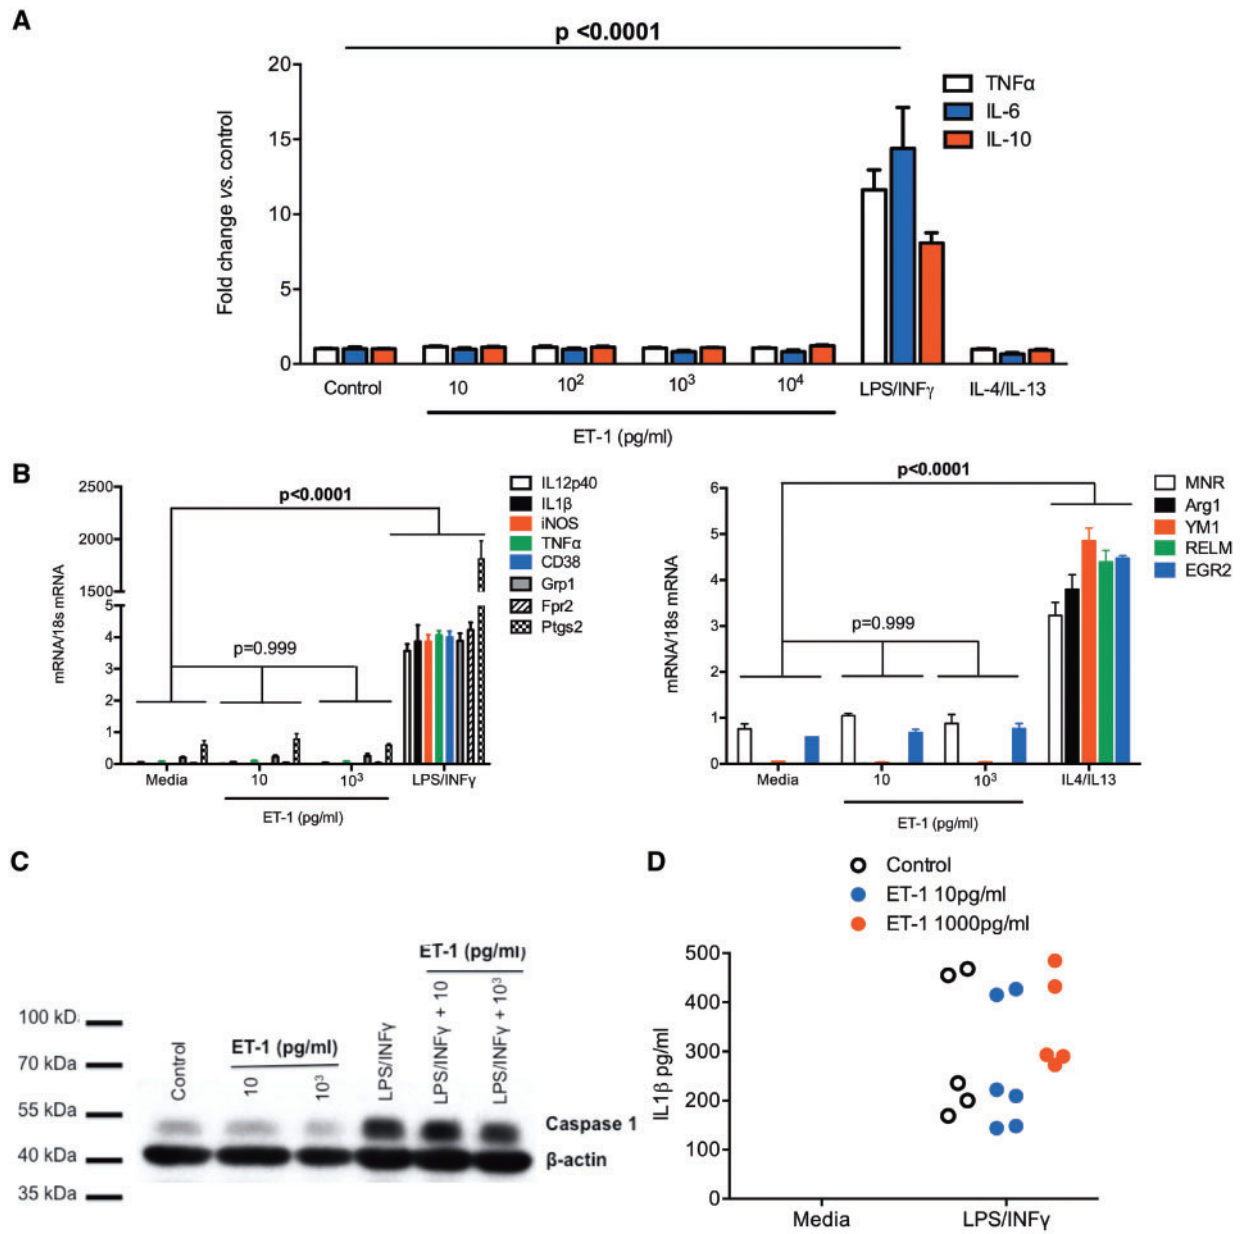 A
p <0.0001
20
15
10
5
0
Fold change vs. control
TNFα
IL-6
IL-10
Control
10
10²
10³
10⁴
LPS/INFγ
IL-4/IL-13
ET-1 (pg/ml)
B
2500
2000
1500
5
4
3
2
1
0
mRNA/18s mRNA
p<0.0001
p=0.999
IL12p40
IL1β
iNOS
TNFα
CD38
Grp1
Fpr2
Ptgs2
Media
10
10³
LPS/INFγ
ET-1 (pg/ml)
6
5
4
3
2
1
0
mRNA/18s mRNA
p<0.0001
p=0.999
MNR
Arg1
YM1
RELM
EGR2
Media
10
10³
IL4/IL13
ET-1 (pg/ml)
C
100 kD
70 kDa
55 kDa
40 kDa
35 kDa
Control
ET-1 (pg/ml)
10
10³
LPS/INFγ
ET-1 (pg/ml)
LPS/INFγ + 10
LPS/INFγ + 10³
Caspase 1
β-actin
D
Control
ET-1 10pg/ml
ET-1 1000pg/ml
500
400
300
200
100
0
IL1β pg/ml
Media
LPS/INFγ